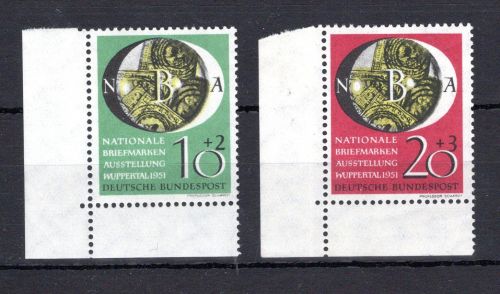 N B A
NATIONALE
BRIEFMARKEN
AUSSTELLUNG
WUPPERTAL 1951
10+2
DEUTSCHE BUNDESPOST
N B A
NATIONALE
BRIEFMARKEN
AUSSTELLUNG
WUPPERTAL 1951
20+3
DEUTSCHE BUNDESPOST